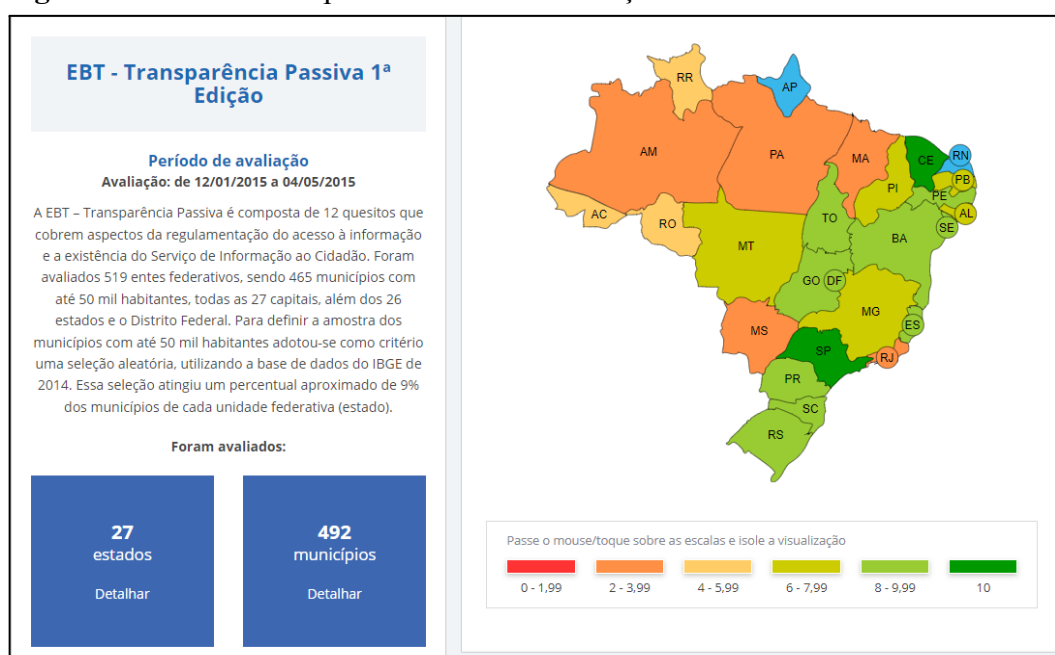 EBT - Transparência Passiva 1ª
Edição
Período de avaliação
Avaliação: de 12/01/2015 a 04/05/2015
A EBT – Transparência Passiva é composta de 12 quesitos que
cobrem aspectos da regulamentação do acesso à informação
e a existência do Serviço de Informação ao Cidadão. Foram
avaliados 519 entes federativos, sendo 465 municípios com
até 50 mil habitantes, todas as 27 capitais, além dos 26
estados e o Distrito Federal. Para definir a amostra dos
municípios com até 50 mil habitantes adotou-se como critério
uma seleção aleatória, utilizando a base de dados do IBGE de
2014. Essa seleção atingiu um percentual aproximado de 9%
dos municípios de cada unidade federativa (estado).
Foram avaliados:
27
estados
Detalhar
492
municípios
Detalhar
RR
AP
AM
PA
MA
CE
RN
PI
PB
PE
AC
RO
TO
AL
SE
MT
BA
GO
DF
MG
ES
MS
SP
RJ
PR
SC
RS
Passe o mouse/toque sobre as escalas e isole a visualização
0 - 1,99
2 - 3,99
4 - 5,99
6 - 7,99
8 - 9,99
10